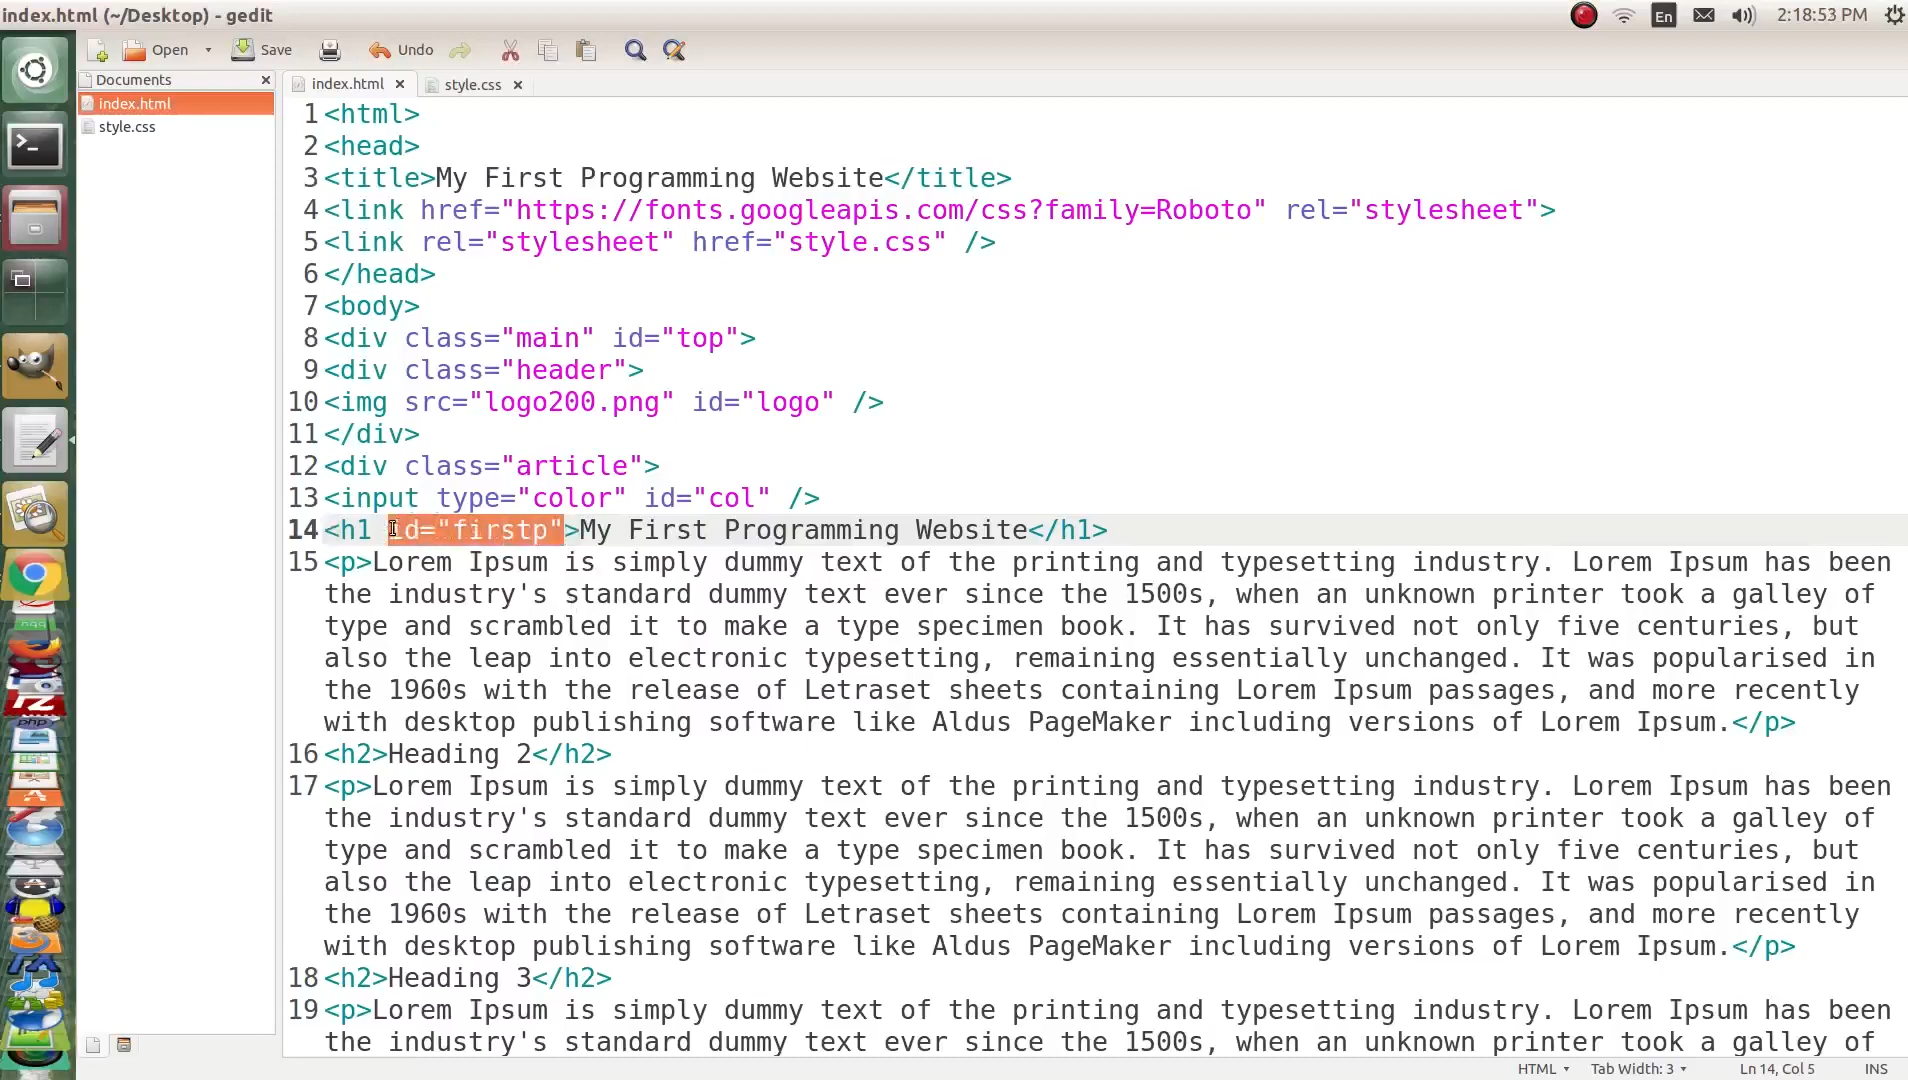 index.html (~/Desktop) - gedit
En
2:18:53 PM
Open
Save
Undo
Documents
index.html
style.css
index.html
style.css
1 <html>
2 <head>
3 <title>My First Programming Website</title>
4 <link href="https://fonts.googleapis.com/css?family=Roboto" rel="stylesheet">
5 <link rel="stylesheet" href="style.css" />
6 </head>
7 <body>
8 <div class="main" id="top">
9 <div class="header">
10 <img src="logo200.png" id="logo" />
11 </div>
12 <div class="article">
13 <input type="color" id="col" />
14 <h1 id="firstp">My First Programming Website</h1>
15 <p>Lorem Ipsum is simply dummy text of the printing and typesetting industry. Lorem Ipsum has been
the industry's standard dummy text ever since the 1500s, when an unknown printer took a galley of
type and scrambled it to make a type specimen book. It has survived not only five centuries, but
also the leap into electronic typesetting, remaining essentially unchanged. It was popularised in
the 1960s with the release of Letraset sheets containing Lorem Ipsum passages, and more recently
with desktop publishing software like Aldus PageMaker including versions of Lorem Ipsum.</p>
16 <h2>Heading 2</h2>
17 <p>Lorem Ipsum is simply dummy text of the printing and typesetting industry. Lorem Ipsum has been
the industry's standard dummy text ever since the 1500s, when an unknown printer took a galley of
type and scrambled it to make a type specimen book. It has survived not only five centuries, but
also the leap into electronic typesetting, remaining essentially unchanged. It was popularised in
the 1960s with the release of Letraset sheets containing Lorem Ipsum passages, and more recently
with desktop publishing software like Aldus PageMaker including versions of Lorem Ipsum.</p>
18 <h2>Heading 3</h2>
19 <p>Lorem Ipsum is simply dummy text of the printing and typesetting industry. Lorem Ipsum has been
the industry's standard dummy text ever since the 1500s, when an unknown printer took a galley of
HTML
Tab Width: 3
Ln 14, Col 5
INS